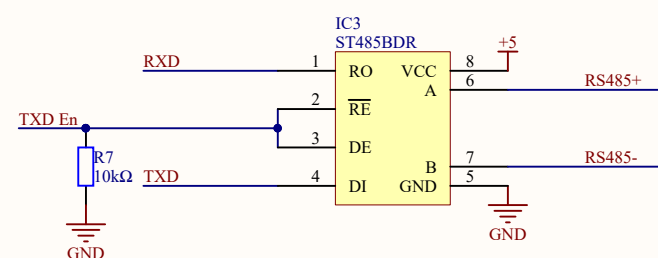 IC3
ST485BDR
RXD 1 RO VCC 8 +5
A 6 RS485+
2 RE
TXD En
3 DE
R7
10kΩ
TXD 4 DI
B 7 RS485-
GND 5
GND
GND